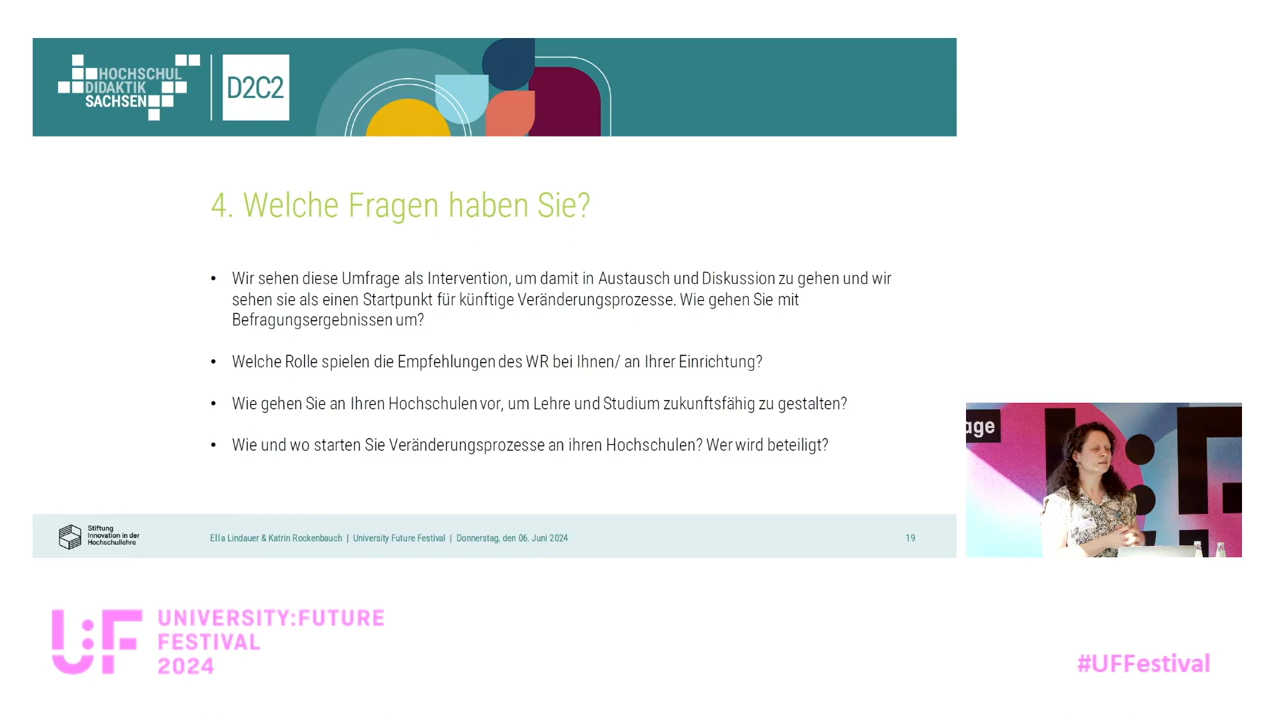 HOCHSCHUL
DIDAKTIK
SACHSEN
D2C2
4. Welche Fragen haben Sie?
• Wir sehen diese Umfrage als Intervention, um damit in Austausch und Diskussion zu gehen und wir
sehen sie als einen Startpunkt für künftige Veränderungsprozesse. Wie gehen Sie mit
Befragungsergebnissen um?
• Welche Rolle spielen die Empfehlungen des WR bei Ihnen/ an Ihrer Einrichtung?
• Wie gehen Sie an Ihren Hochschulen vor, um Lehre und Studium zukunftsfähig zu gestalten?
• Wie und wo starten Sie Veränderungsprozesse an ihren Hochschulen? Wer wird beteiligt?
age
Stiftung
Innovation in der
Hochschullehre
Ella Lindauer & Katrin Rockenbauch | University Future Festival | Donnerstag, den 06. Juni 2024
19
U:F
UNIVERSITY:FUTURE
FESTIVAL
2024
#UFFestival